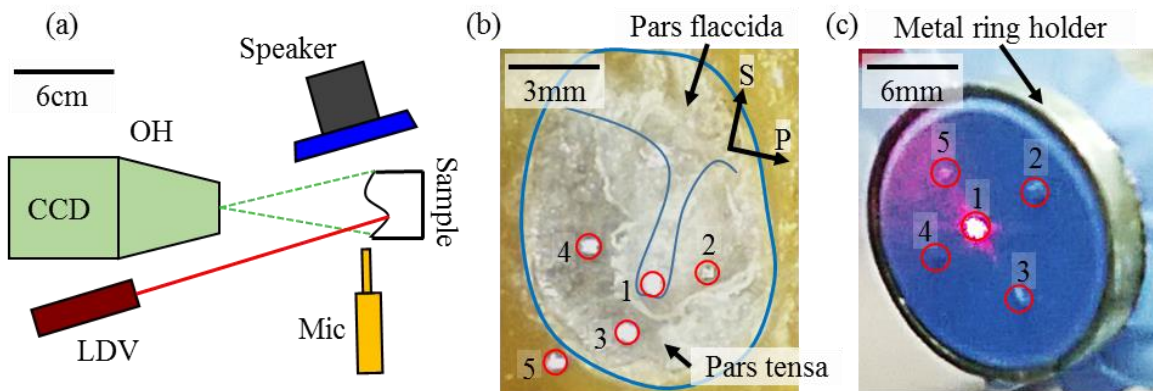 (a)
6cm
OH
Speaker
CCD
LDV
Mic
Sample
(b)
Pars flaccida
3mm
S
P
4
2
1
3
5
Pars tensa
(c)
Metal ring holder
6mm
5
2
1
4
3